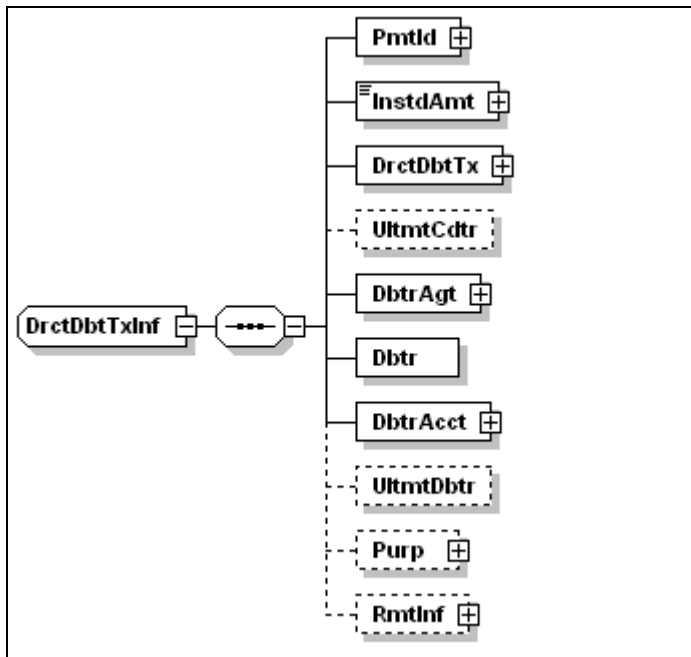 PmtId
InstdAmt
DrctDbtTx
UltmtCdtr
DbtrAgt
DrctDbtTxInf
Dbtr
DbtrAcct
UltmtDbtr
Purp
RmtInf